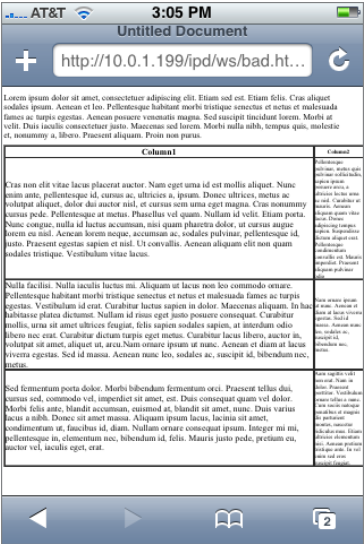 AT&T 3:05 PM
Untitled Document
http://10.0.1.199/ipd/ws/bad.ht...
Lorem ipsum dolor sit amet, consectetuer adipiscing elit. Etiam sed est. Etiam felis. Cras aliquet
sodales ipsum. Aenean et leo. Pellentesque habitant morbi tristique senectus et netus et malesuada
fames ac turpis egestas. Aenean posuere venenatis magna. Sed suscipit tincidunt lorem. Morbi at
velit. Duis iaculis consectetuer justo. Maecenas sed lorem. Morbi nulla nibh, tempus quis, molestie
et, nonummy a, libero. Praesent aliquam. Proin non purus.
Column1
Cras non elit vitae lacus placerat auctor. Nam eget urna id est mollis aliquet. Nunc
enim ante, pellentesque id, cursus ac, ultricies a, ipsum. Donec ultrices, metus ac
volutpat aliquet, dolor dui auctor nisl, et cursus sem urna eget magna. Cras nonummy
cursus pede. Pellentesque at metus. Phasellus vel quam. Nullam id velit. Etiam porta.
Nunc congue, nulla id luctus accumsan, nisi quam pharetra dolor, ut cursus augue
lorem eu nisl. Aenean lorem neque, accumsan ac, sodales pulvinar, pellentesque id,
justo. Praesent egestas sapien et nisl. Ut convallis. Aenean aliquam elit non quam
sodales tristique. Vestibulum vitae lacus.
Column2
Pellentesque
Nulla facilisi. Nulla iaculis luctus mi. Aliquam ut lacus non leo commodo ornare.
Pellentesque habitant morbi tristique senectus et netus et malesuada fames ac turpis
egestas. Vestibulum id erat. Curabitur luctus sapien in dolor. Maecenas aliquam. In hac
habitasse platea dictumst. Nullam id risus eget justo posuere consequat. Curabitur
mollis, urna sit amet ultrices feugiat, felis sapien sodales sapien, at interdum odio
libero nec erat. Curabitur dictum turpis eget metus. Curabitur lacus libero, auctor in,
volutpat sit amet, aliquet ut, arcu.Nam ornare ipsum ut nunc. Aenean et diam at lacus
viverra egestas. Sed id massa. Aenean nunc leo, sodales ac, suscipit id, bibendum nec,
metus.
Sed fermentum porta dolor. Morbi bibendum fermentum orci. Praesent tellus dui,
cursus sed, commodo vel, imperdiet sit amet, est. Duis consequat quam vel dolor.
Morbi felis ante, blandit accumsan, euismod at, blandit sit amet, nunc. Duis varius
lacus a nibh. Donec sit amet massa. Aliquam ipsum lacus, lacinia sit amet,
condimentum ut, faucibus id, diam. Nullam ornare consequat ipsum. Integer mi mi,
pellentesque in, elementum nec, bibendum id, felis. Mauris justo pede, pretium eu,
auctor vel, iaculis eget, erat.
2